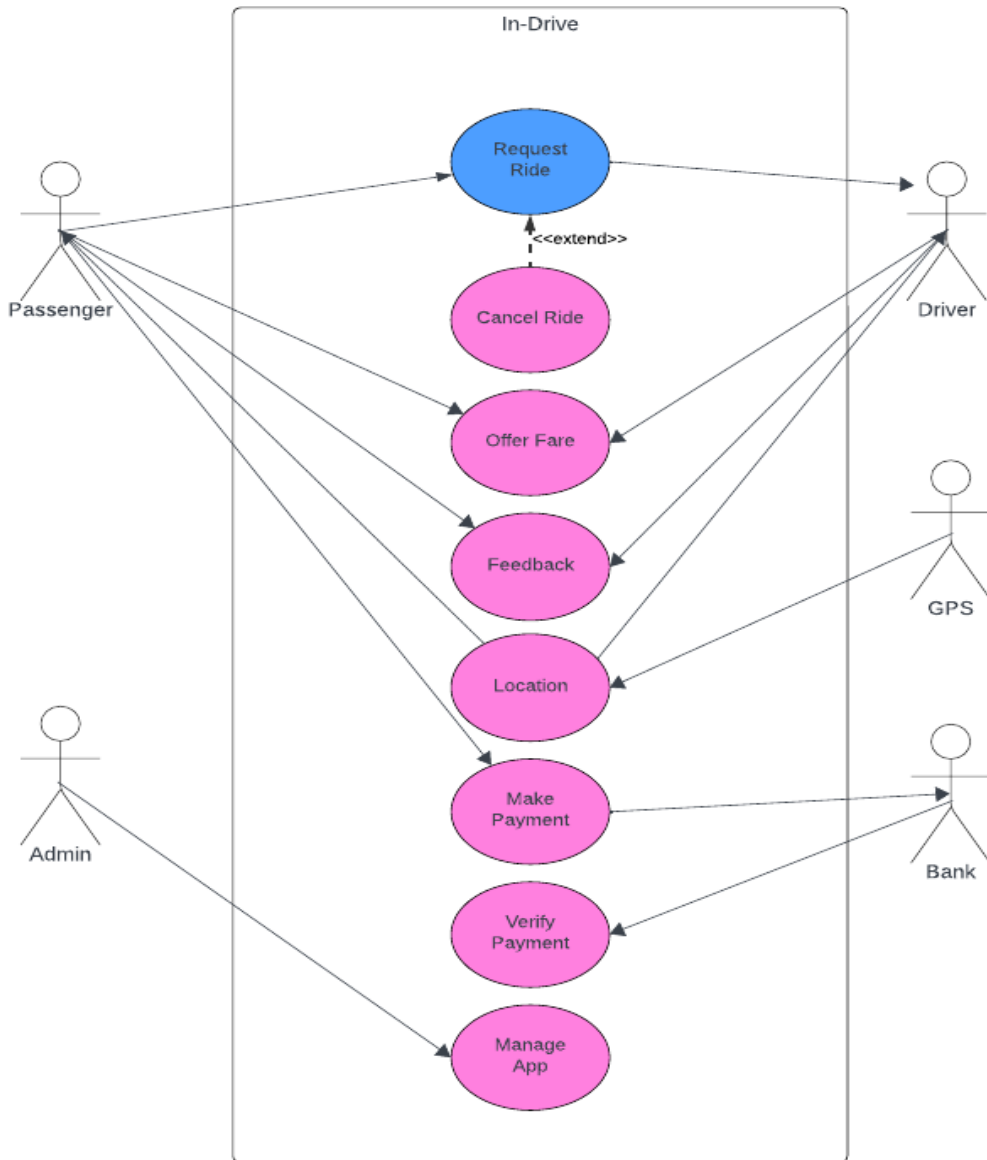 In-Drive
Request
Ride
<<extend>>
Passenger
Driver
Cancel Ride
Offer Fare
Feedback
GPS
Location
Make
Payment
Admin
Bank
Verify
Payment
Manage
App